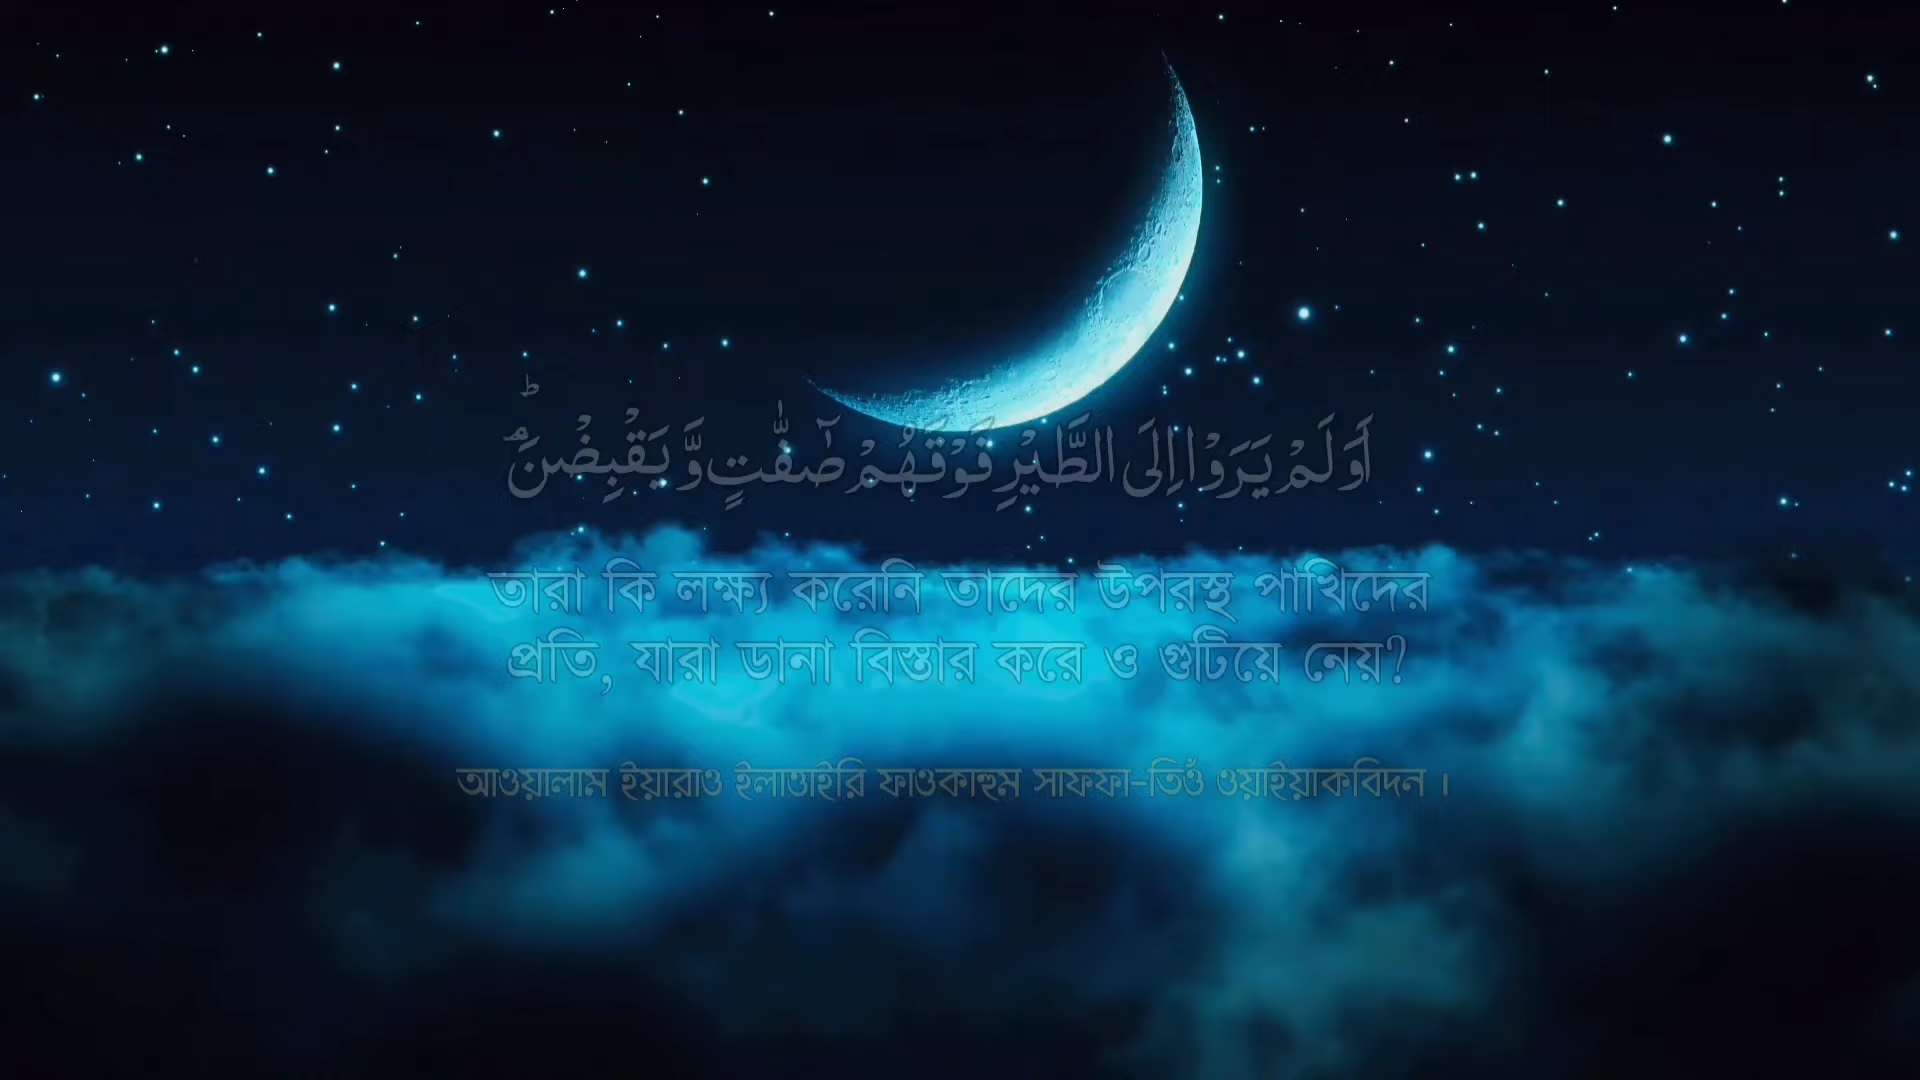 اَوَلَمْ يَرَوْا اِلَى الطَّيْرِ فَوْقَهُمْ صٰٓفّٰتٍ وَّيَقْبِضْنَ ؕۘ
তারা কি লক্ষ্য করেনি তাদের উপরস্থ পাখিদের
প্রতি, যারা ডানা বিস্তার করে ও গুটিয়ে নেয়?
আওয়ালাম ইয়ারাও ইলাত্তাইরি ফাওকাহুম সাফফা-তিওঁ ওয়াইয়াকবিদন ।